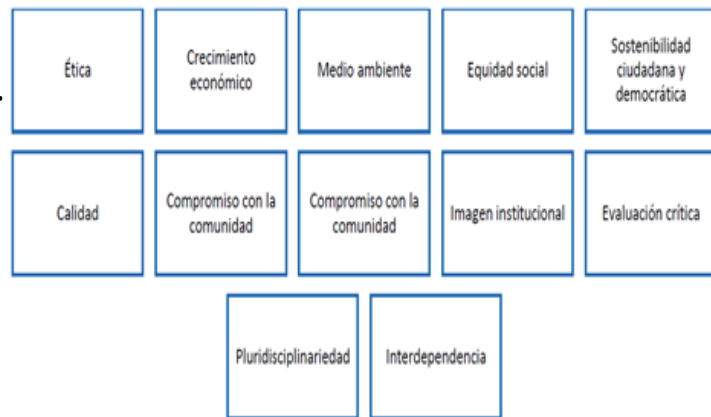 Ética
Crecimiento
económico
Medio ambiente
Equidad social
Sostenibilidad
ciudadana y
democrática
Calidad
Compromiso con la
comunidad
Compromiso con la
comunidad
Imagen institucional
Evaluación crítica
Pluridisciplinariedad
Interdependencia